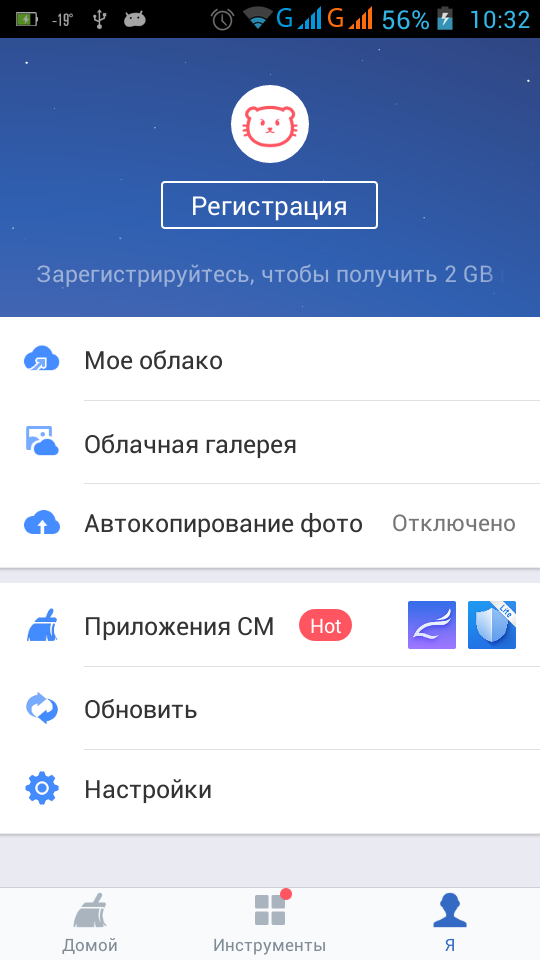 -19° G G 56% 10:32
Регистрация
Зарегистрируйтесь, чтобы получить 2 GB
Мое облако
Облачная галерея
Автокопирование фото Отключено
Приложения CM Hot Lite
Обновить
Настройки
Домой Инструменты Я